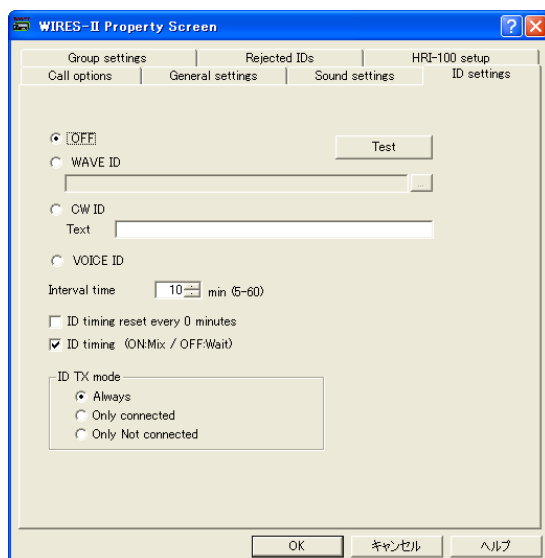 WIRES-II Property Screen
Group settings Rejected IDs HRI-100 setup
Call options General settings Sound settings ID settings
OFF
Test
WAVE ID
...
CW ID
Text
VOICE ID
Interval time 10 min (5-60)
ID timing reset every 0 minutes
ID timing (ON:Mix / OFF:Wait)
ID TX mode
Always
Only connected
Only Not connected
OK キャンセル ヘルプ